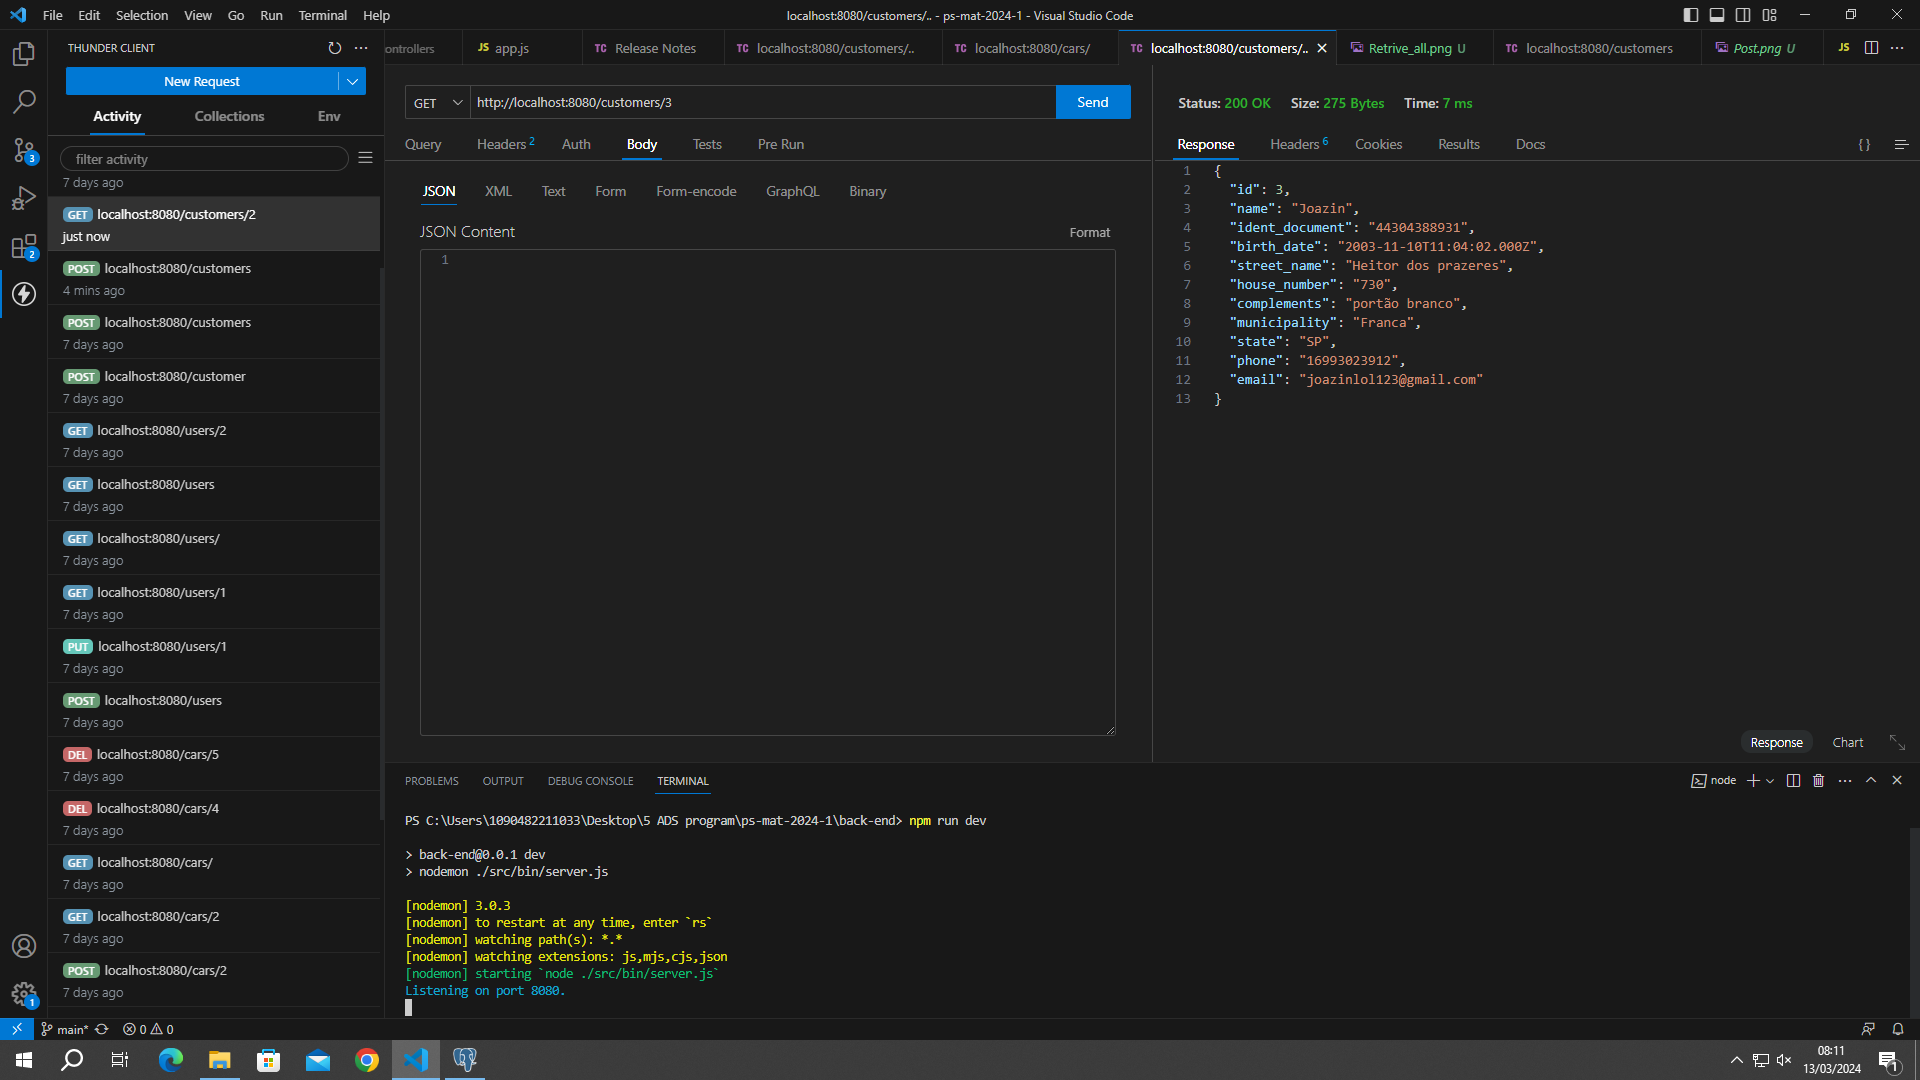 File Edit Selection View Go Run Terminal Help
localhost:8080/customers/.. - ps-mat-2024-1 - Visual Studio Code
THUNDER CLIENT
ontrollers
JS app.js
TC Release Notes
TC localhost:8080/customers/..
TC localhost:8080/cars/
TC localhost:8080/customers/..
Retrive_all.png U
TC localhost:8080/customers
Post.png U
JS
New Request
Activity Collections Env
filter activity
7 days ago
GET localhost:8080/customers/2
just now
POST localhost:8080/customers
4 mins ago
POST localhost:8080/customers
7 days ago
POST localhost:8080/customer
7 days ago
GET localhost:8080/users/2
7 days ago
GET localhost:8080/users
7 days ago
GET localhost:8080/users/
7 days ago
GET localhost:8080/users/1
7 days ago
PUT localhost:8080/users/1
7 days ago
POST localhost:8080/users
7 days ago
DEL localhost:8080/cars/5
7 days ago
DEL localhost:8080/cars/4
7 days ago
GET localhost:8080/cars/
7 days ago
GET localhost:8080/cars/2
7 days ago
POST localhost:8080/cars/2
7 days ago
3
2
1
GET http://localhost:8080/customers/3 Send
Query Headers 2 Auth Body Tests Pre Run
JSON XML Text Form Form-encode GraphQL Binary
JSON Content Format
1
Status: 200 OK Size: 275 Bytes Time: 7 ms
Response Headers 6 Cookies Results Docs {}
1 {
2 "id": 3,
3 "name": "Joazin",
4 "ident_document": "44304388931",
5 "birth_date": "2003-11-10T11:04:02.000Z",
6 "street_name": "Heitor dos prazeres",
7 "house_number": "730",
8 "complements": "portão branco",
9 "municipality": "Franca",
10 "state": "SP",
11 "phone": "16993023912",
12 "email": "joazinlol123@gmail.com"
13 }
Response Chart
PROBLEMS OUTPUT DEBUG CONSOLE TERMINAL
node
PS C:\Users\1090482211033\Desktop\5 ADS program\ps-mat-2024-1\back-end> npm run dev
> back-end@0.0.1 dev
> nodemon ./src/bin/server.js
[nodemon] 3.0.3
[nodemon] to restart at any time, enter `rs`
[nodemon] watching path(s): *.*
[nodemon] watching extensions: js,mjs,cjs,json
[nodemon] starting `node ./src/bin/server.js`
Listening on port 8080.
main* 0 0
08:11
13/03/2024
1